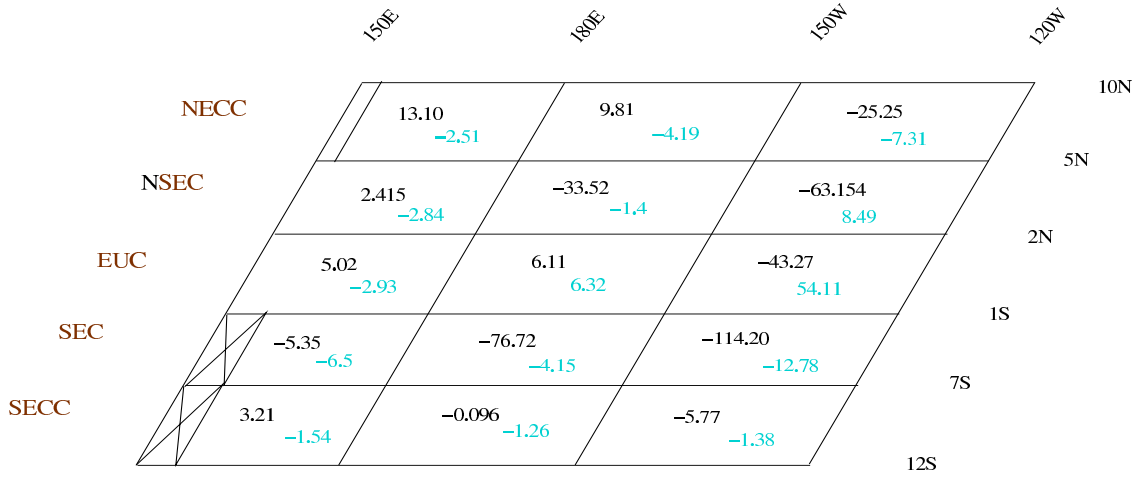 150E 180E 150W 120W
10N
NECC 13.10 9.81 −25.25
−2.51 −4.19 −7.31
5N
NSEC 2.415 −33.52 −63.154
−2.84 −1.4 8.49
2N
EUC 5.02 6.11 −43.27
−2.93 6.32 54.11
1S
SEC −5.35 −76.72 −114.20
−6.5 −4.15 −12.78
7S
SECC 3.21 −0.096 −5.77
−1.54 −1.26 −1.38
12S